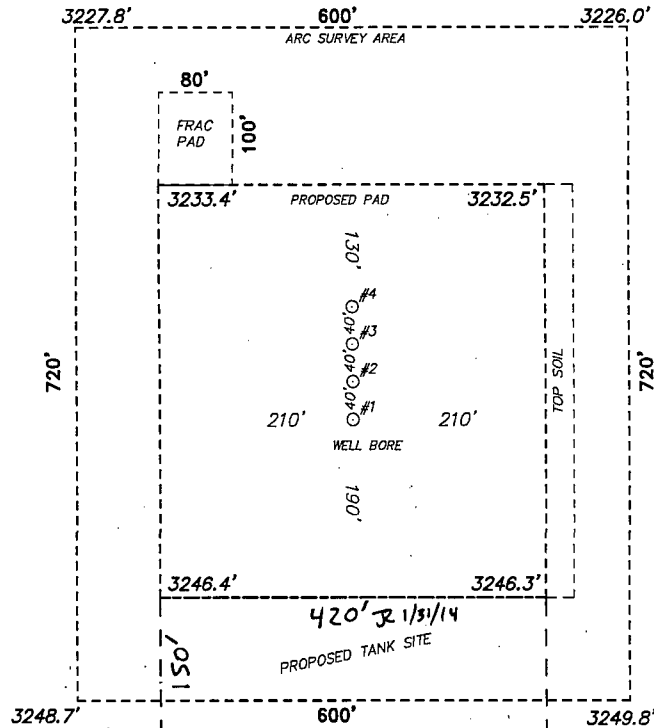 3227.8' 600' 3226.0'
ARC SURVEY AREA
80'
FRAC
PAD
100'
3233.4' PROPOSED PAD 3232.5'
130'
#4
40'
#3
40'
#2
40'
#1
720'
720'
TOP SOIL
210' 210'
WELL BORE
190'
3246.4' 3246.3'
420' JR 1/31/14
150'
PROPOSED TANK SITE
3248.7' 600' 3249.8'